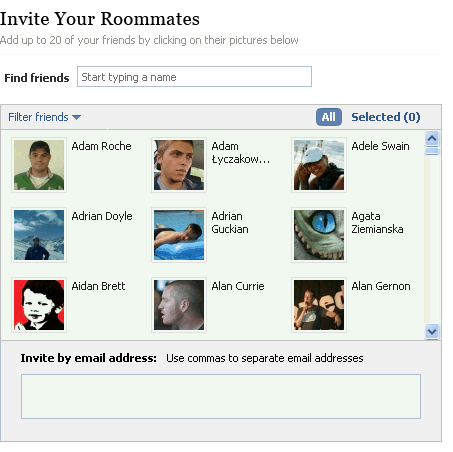 Invite Your Roommates
Add up to 20 of your friends by clicking on their pictures below
Find friends
Start typing a name
Filter friends
All
Selected (0)
Adam Roche
Adam
Łyczakow...
Adele Swain
Adrian Doyle
Adrian
Guckian
Agata
Ziemianska
Aidan Brett
Alan Currie
Alan Gernon
Invite by email address: Use commas to separate email addresses